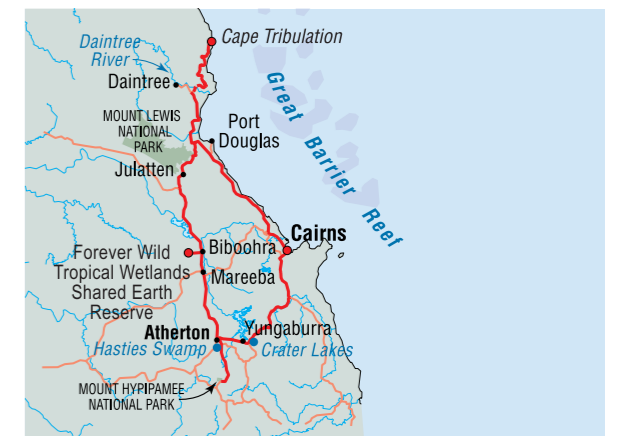 Daintree
River
Cape Tribulation
Daintree
MOUNT LEWIS
NATIONAL
PARK
Port
Douglas
Great Barrier Reef
Julatten
Cairns
Biboohra
Forever Wild
Tropical Wetlands
Shared Earth
Reserve
Mareeba
Atherton
Yungaburra
Hasties Swamp
Crater Lakes
MOUNT HYPIPAMEE
NATIONAL PARK